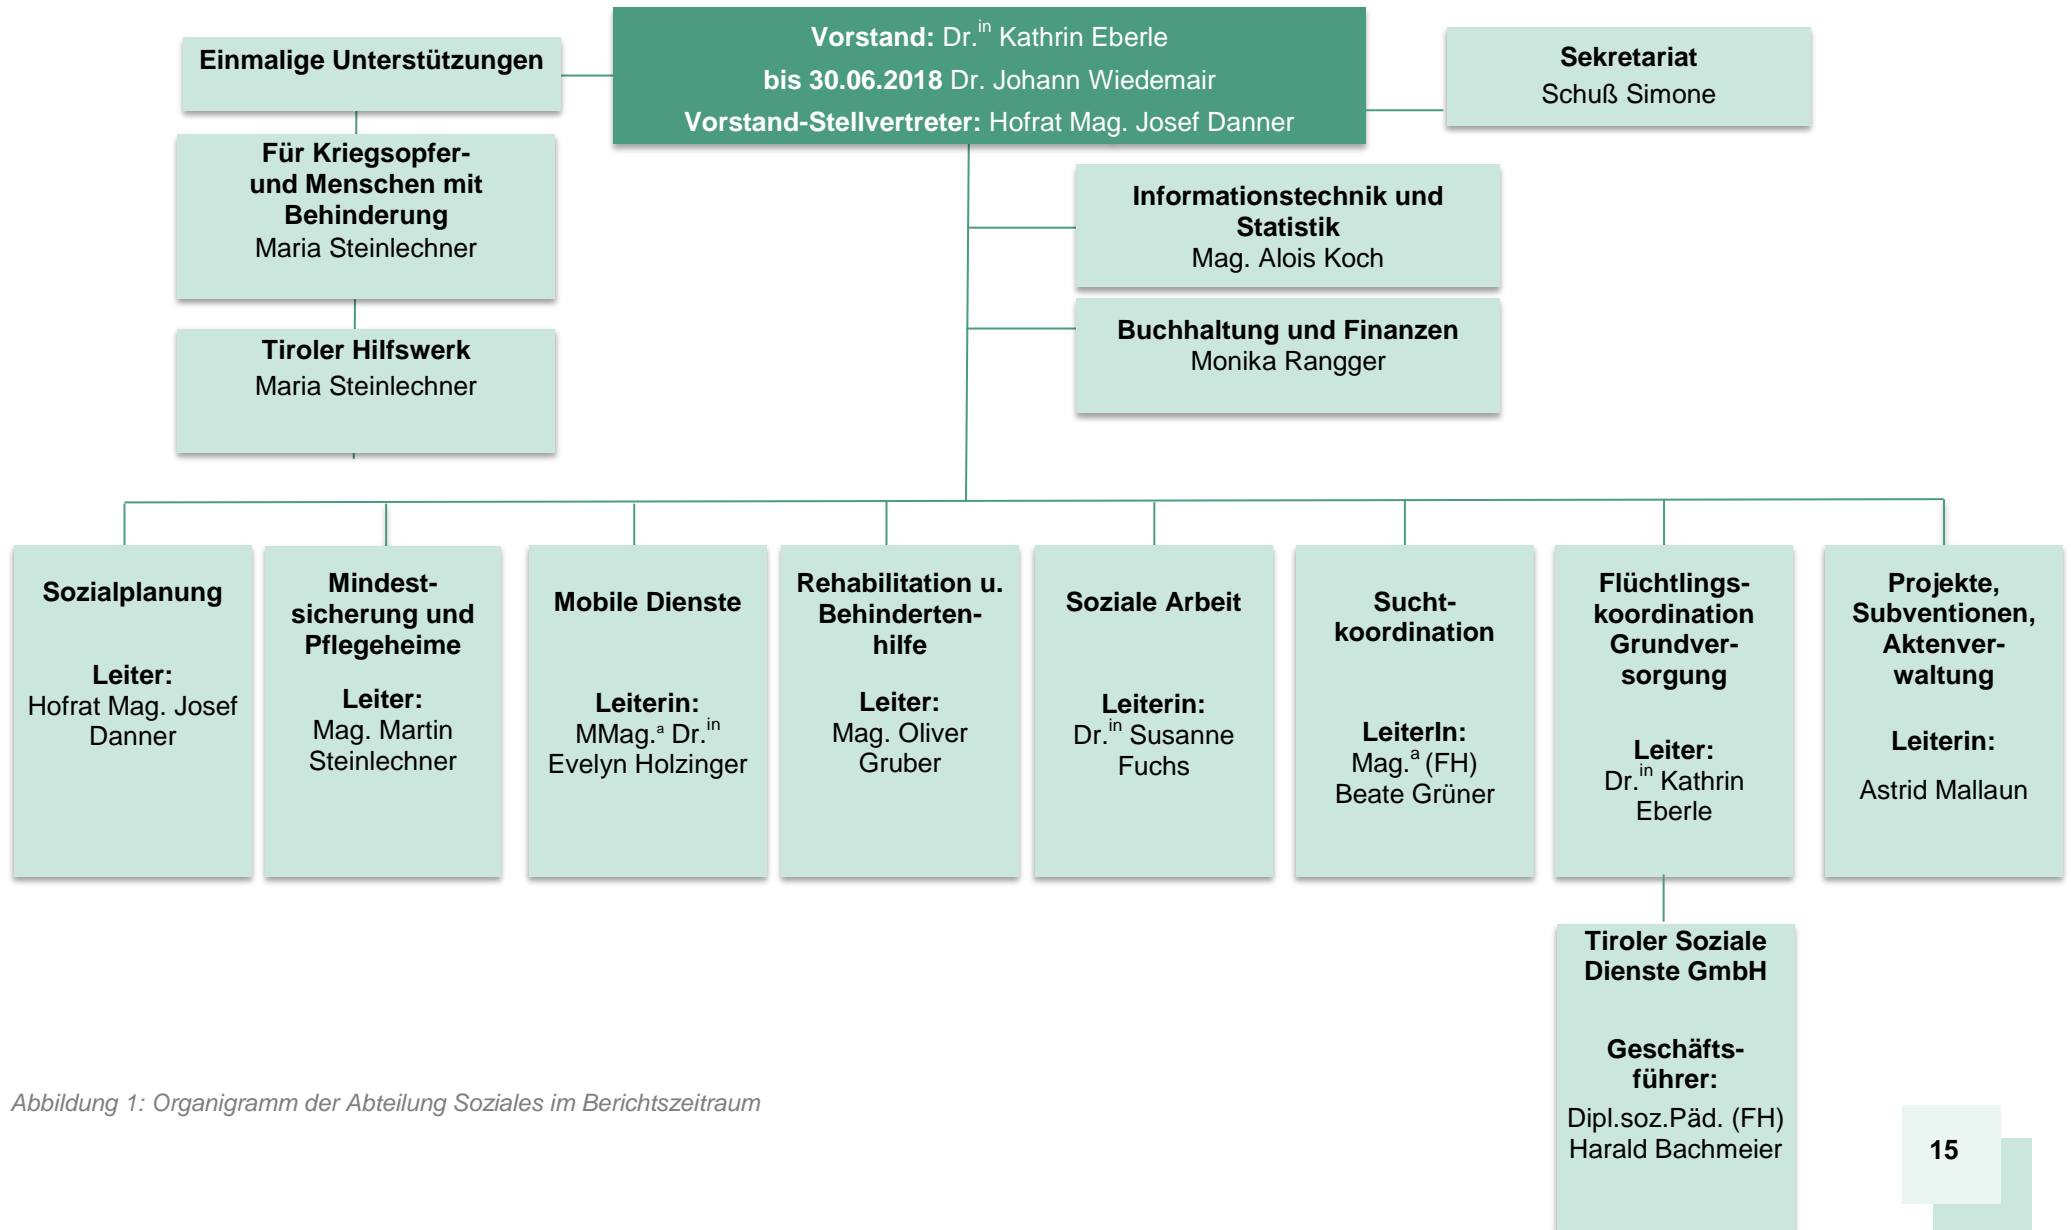 Vorstand: Dr.in Kathrin Eberle
bis 30.06.2018 Dr. Johann Wiedemair
Vorstand-Stellvertreter: Hofrat Mag. Josef Danner
Einmalige Unterstützungen
Sekretariat
Schuß Simone
Für Kriegsopfer-
und Menschen mit
Behinderung
Maria Steinlechner
Informationstechnik und
Statistik
Mag. Alois Koch
Buchhaltung und Finanzen
Monika Rangger
Tiroler Hilfswerk
Maria Steinlechner
Sozialplanung
Leiter:
Hofrat Mag. Josef
Danner
Mindest-
sicherung und
Pflegeheime
Leiter:
Mag. Martin
Steinlechner
Mobile Dienste
Leiterin:
MMag.a Dr.in
Evelyn Holzinger
Rehabilitation u.
Behinderten-
hilfe
Leiter:
Mag. Oliver
Gruber
Soziale Arbeit
Leiterin:
Dr.in Susanne
Fuchs
Sucht-
koordination
LeiterIn:
Mag.a (FH)
Beate Grüner
Flüchtlings-
koordination
Grundver-
sorgung
Leiter:
Dr.in Kathrin
Eberle
Projekte,
Subventionen,
Aktenver-
waltung
Leiterin:
Astrid Mallaun
Tiroler Soziale
Dienste GmbH
Geschäfts-
führer:
Dipl.soz.Päd. (FH)
Harald Bachmeier
Abbildung 1: Organigramm der Abteilung Soziales im Berichtszeitraum
15